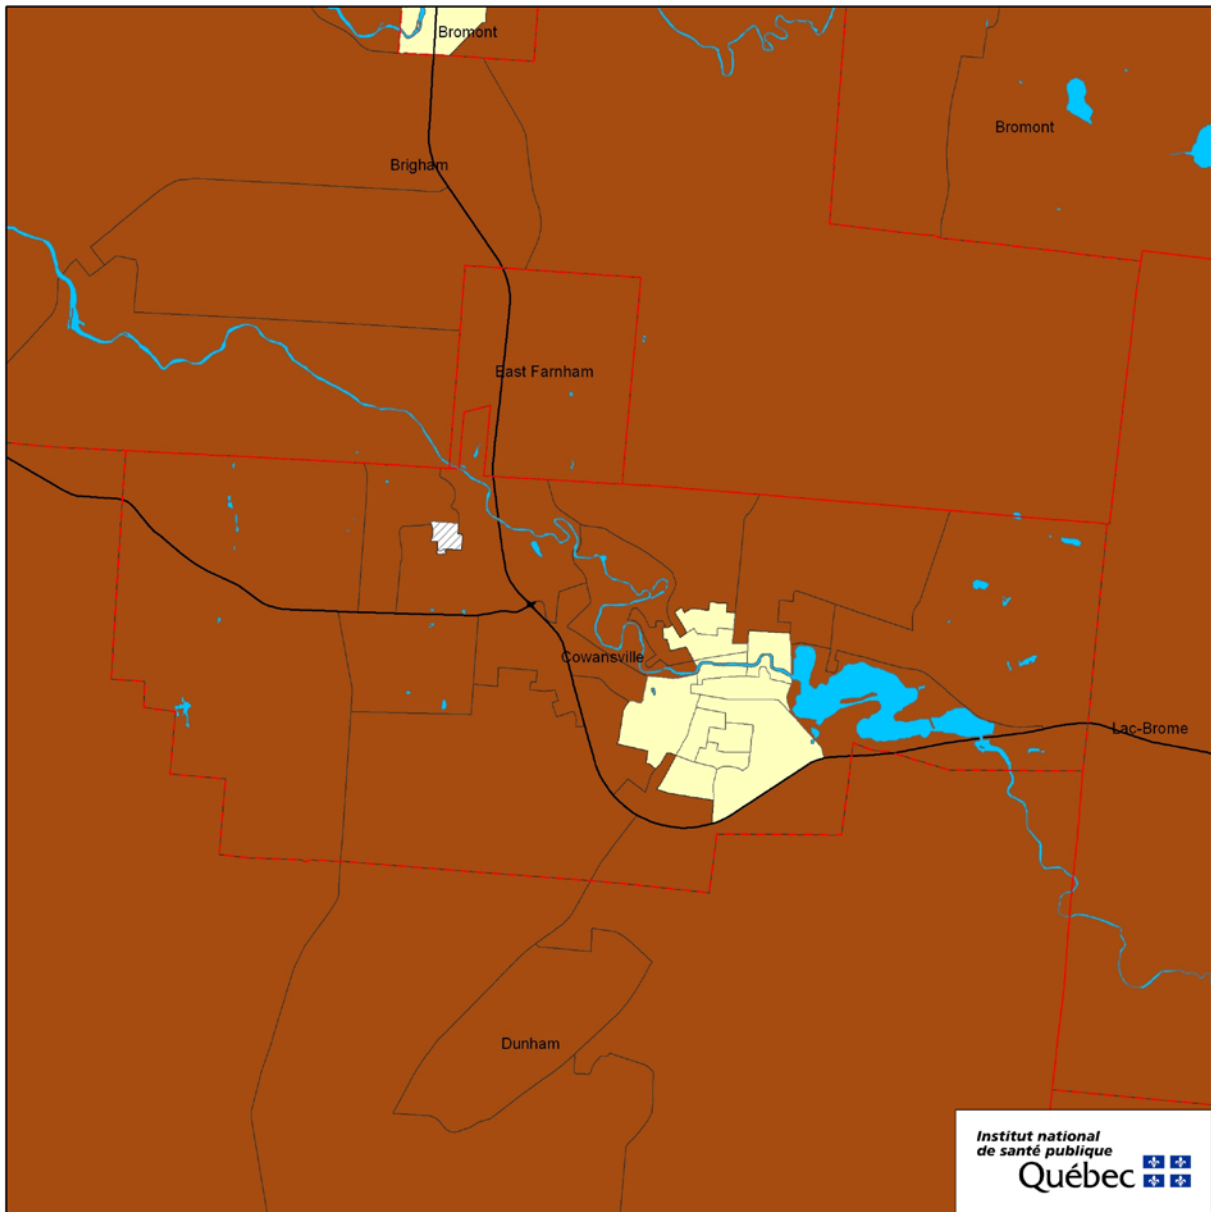 Bromont
Bromont
Brigham
East Farnham
Cowansville
Lac-Brome
Dunham
Institut national
de santé publique
Québec